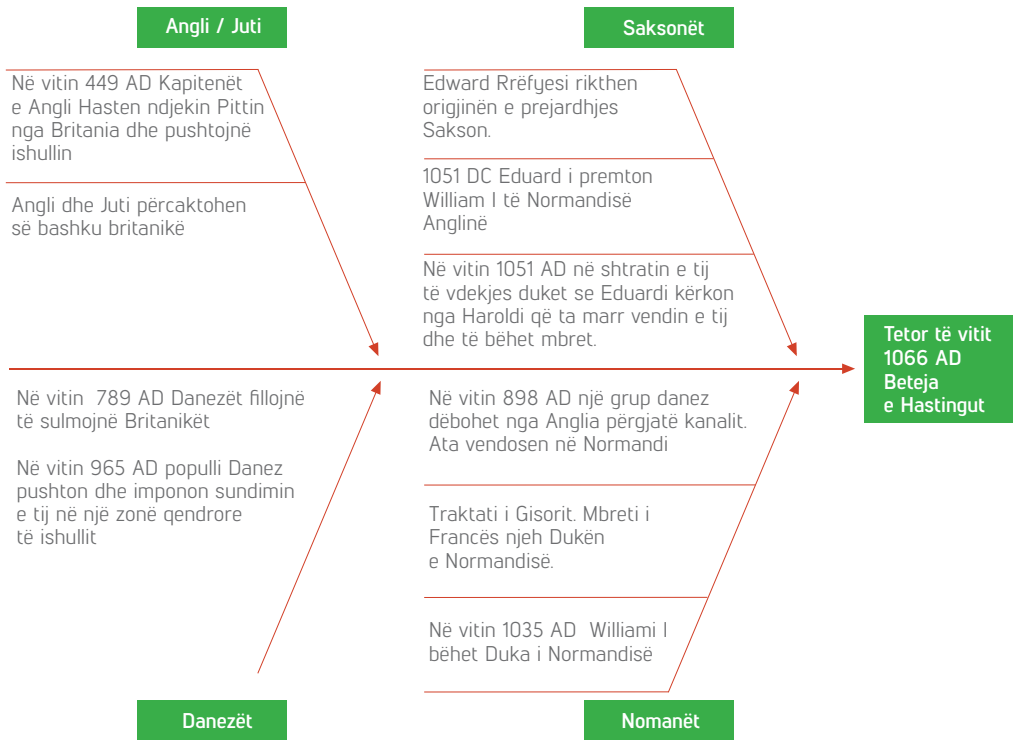 Angli / Juti
Në vitin 449 AD Kapitenët
e Angli Hasten ndjekin Pittin
nga Britania dhe pushtojnë
ishullin
Angli dhe Juti përcaktohen
së bashku britanikë
Saksonët
Edward Rrëfyesi rikthen
origjinën e prejardhjes
Sakson.
1051 DC Eduard i premton
William I të Normandisë
Anglinë
Në vitin 1051 AD në shtratin e tij
të vdekjes duket se Eduardi kërkon
nga Haroldi që ta marr vendin e tij
dhe të bëhet mbret.
Tetor të vitit
1066 AD
Beteja
e Hastingut
Në vitin 789 AD Danezët fillojnë
të sulmojnë Britanikët
Në vitin 965 AD populli Danez
pushton dhe imponon sundimin
e tij në një zonë qendrore
të ishullit
Danezët
Në vitin 898 AD një grup danez
dëbohet nga Anglia përgjatë kanalit.
Ata vendosen në Normandi
Traktati i Gisorit. Mbreti i
Francës njeh Dukën
e Normandisë.
Në vitin 1035 AD Williami I
bëhet Duka i Normandisë
Nomanët